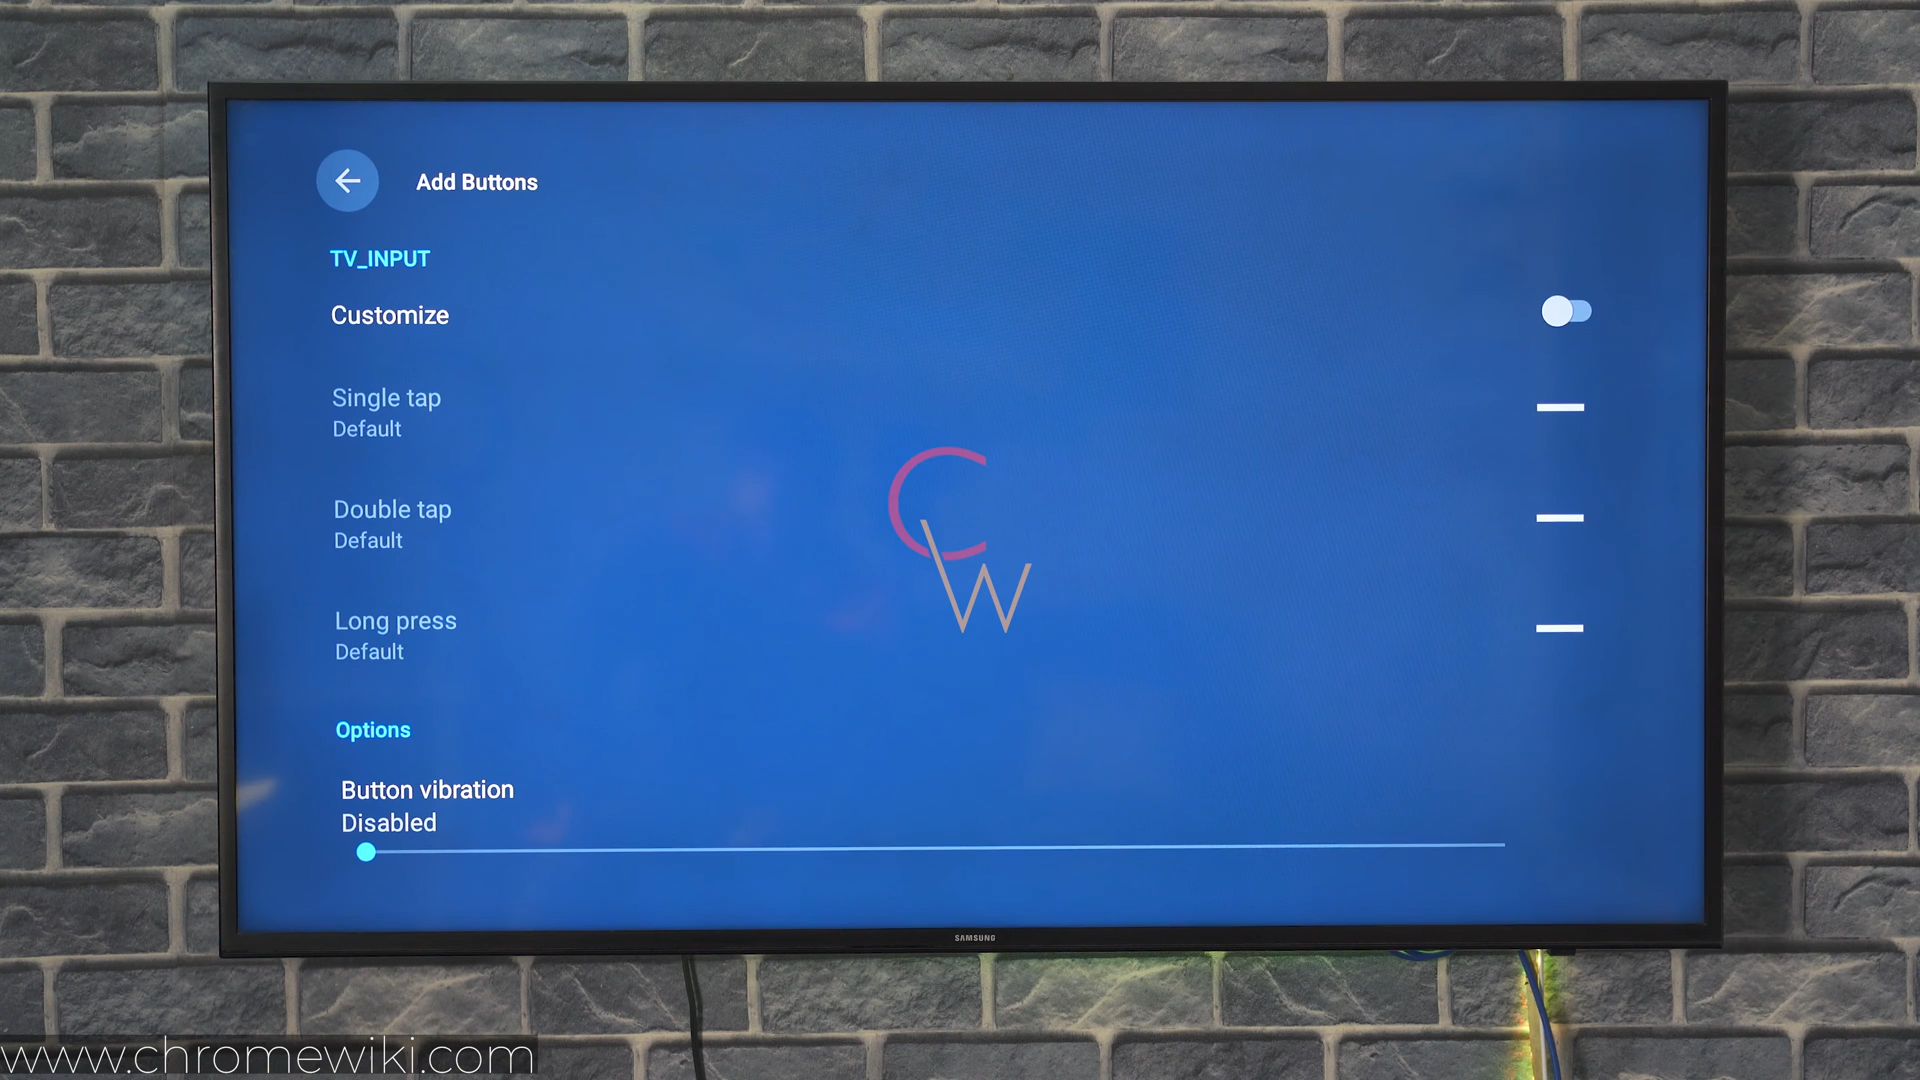 Add Buttons
TV_INPUT
Customize
Single tap
Default
Double tap
Default
CW
Long press
Default
Options
Button vibration
Disabled
SAMSUNG
www.chromewiki.com